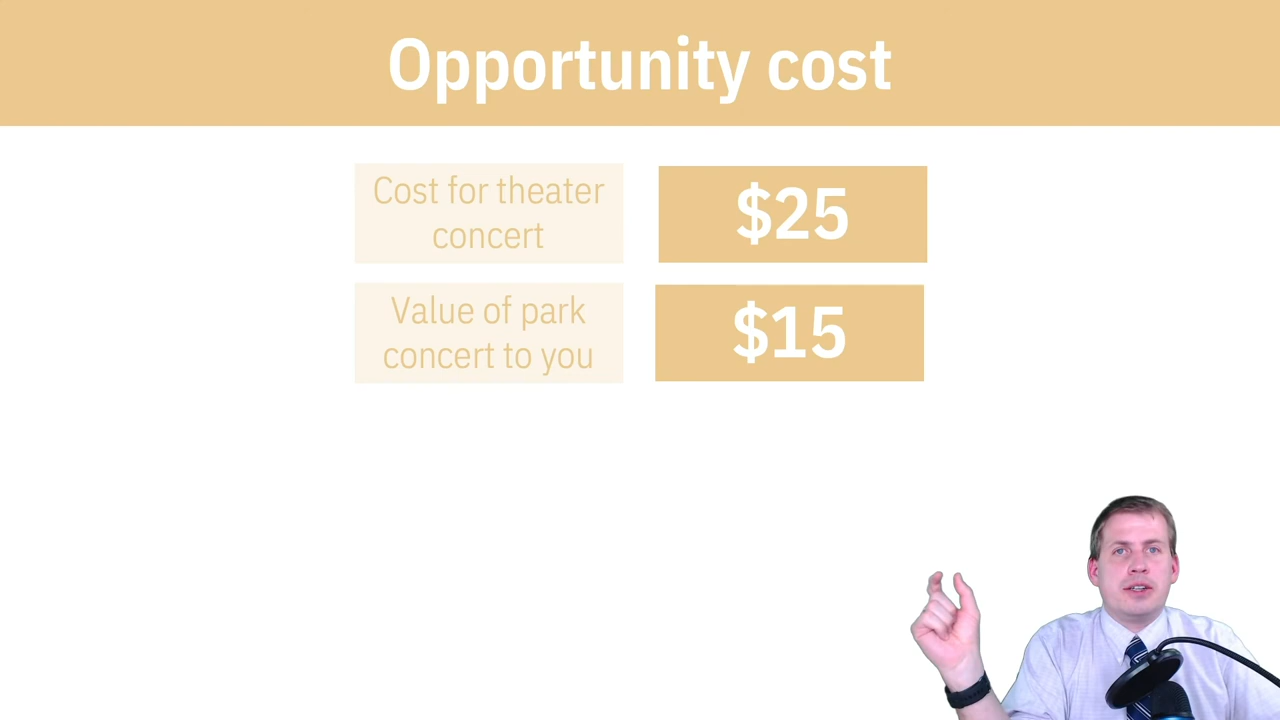 Opportunity cost
Cost for theater
concert
$25
Value of park
concert to you
$15